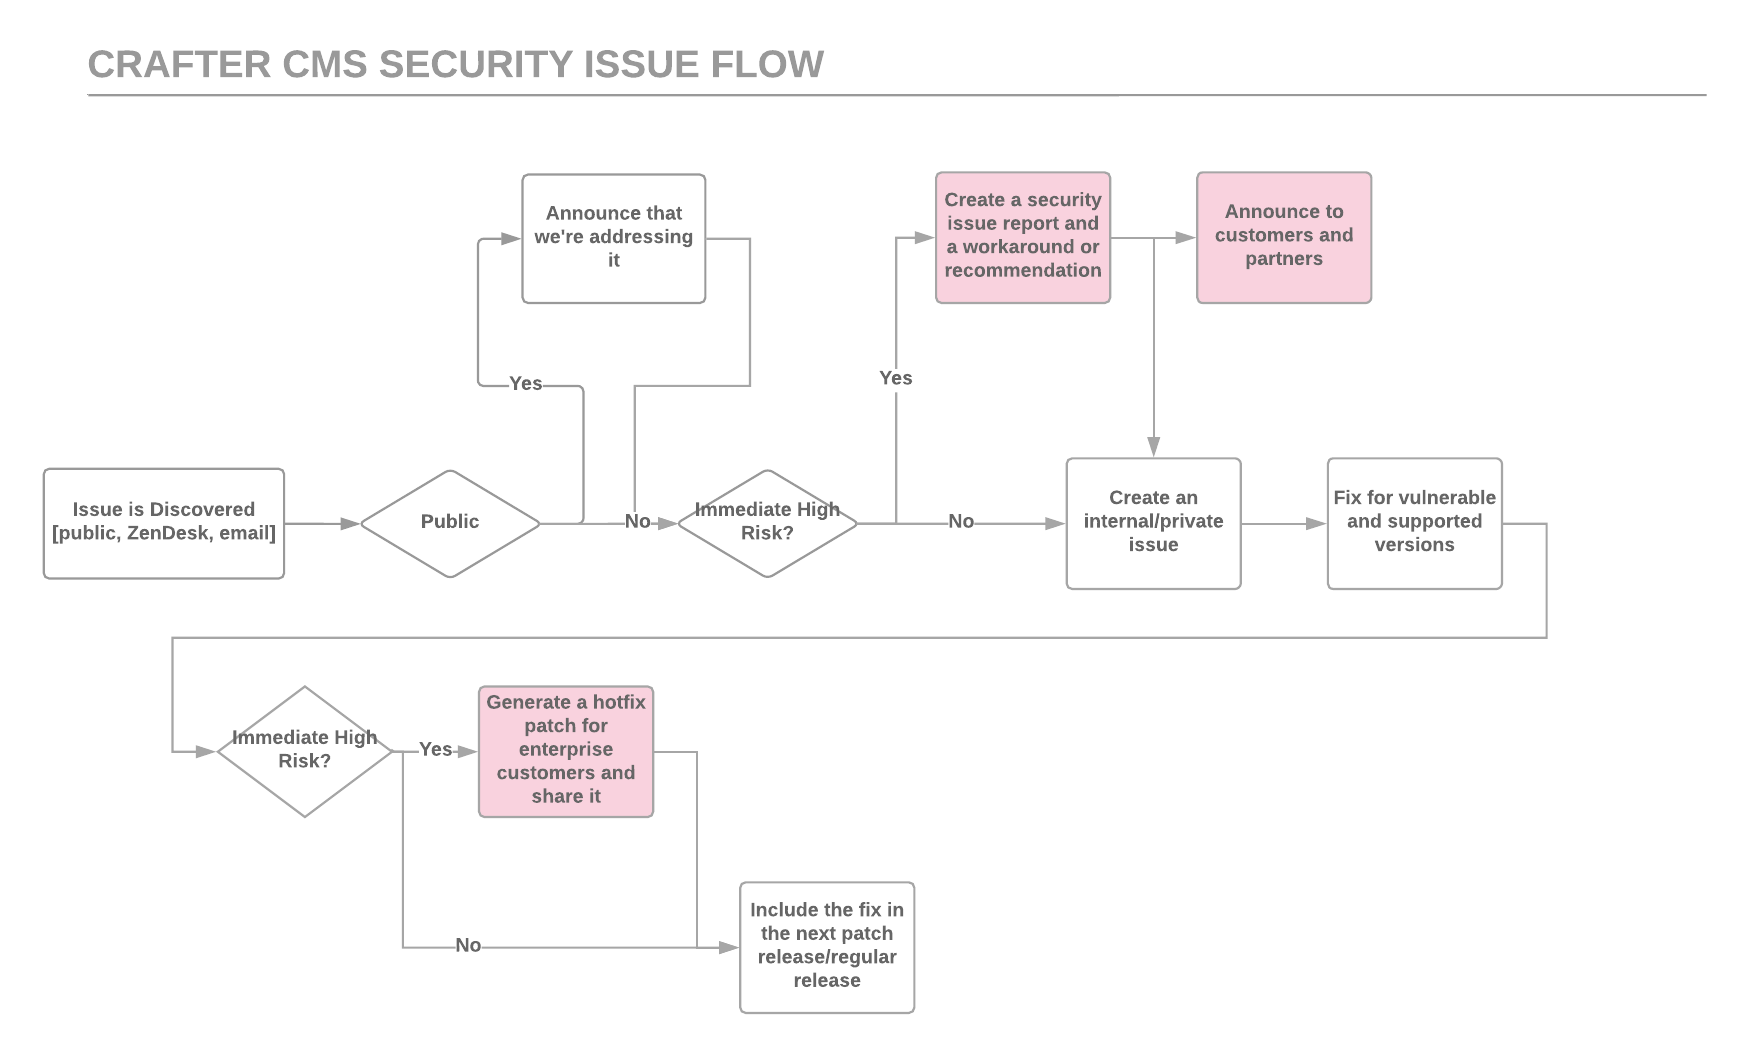 CRAFTER CMS SECURITY ISSUE FLOW
Announce that
we're addressing
it
Create a security
issue report and
a workaround or
recommendation
Announce to
customers and
partners
Yes
Yes
Issue is Discovered
[public, ZenDesk, email]
Public
No
Immediate High
Risk?
No
Create an
internal/private
issue
Fix for vulnerable
and supported
versions
Immediate High
Risk?
Yes
Generate a hotfix
patch for
enterprise
customers and
share it
No
Include the fix in
the next patch
release/regular
release